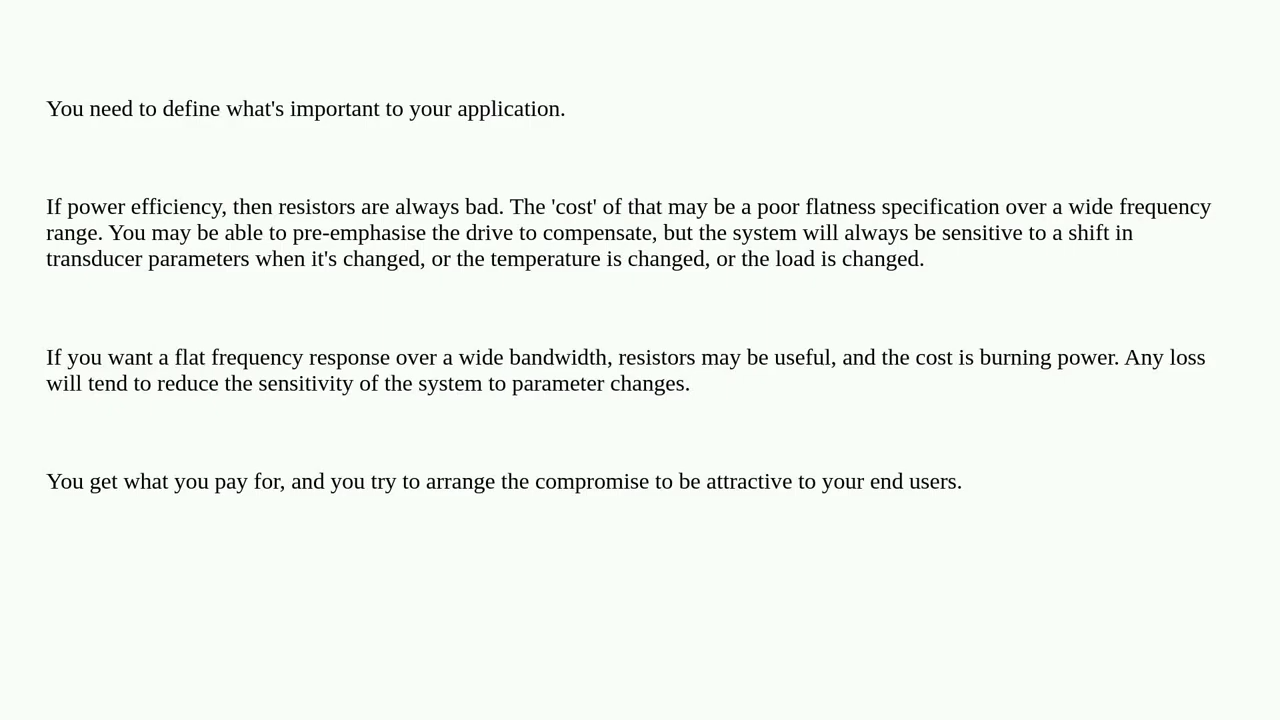 You need to define what's important to your application.
If power efficiency, then resistors are always bad. The 'cost' of that may be a poor flatness specification over a wide frequency
range. You may be able to pre-emphasise the drive to compensate, but the system will always be sensitive to a shift in
transducer parameters when it's changed, or the temperature is changed, or the load is changed.
If you want a flat frequency response over a wide bandwidth, resistors may be useful, and the cost is burning power. Any loss
will tend to reduce the sensitivity of the system to parameter changes.
You get what you pay for, and you try to arrange the compromise to be attractive to your end users.